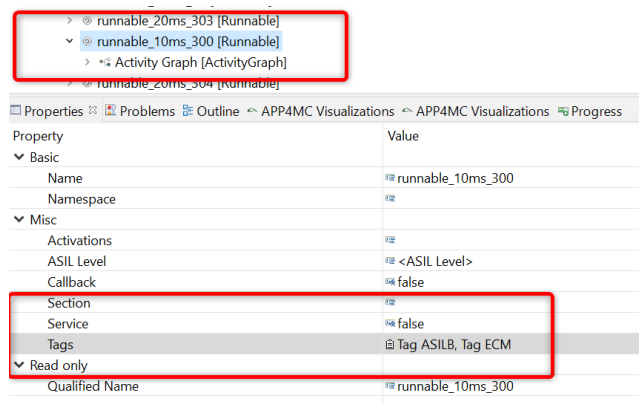 runnable_20ms_303 [Runnable]
runnable_10ms_300 [Runnable]
Activity Graph [ActivityGraph]
runnable_20ms_304 [Runnable]
Properties Problems Outline APP4MC Visualizations APP4MC Visualizations Progress
Property Value
Basic
Name runnable_10ms_300
Namespace
Misc
Activations
ASIL Level <ASIL Level>
Callback false
Section
Service false
Tags Tag ASILB, Tag ECM
Read only
Qualified Name runnable_10ms_300